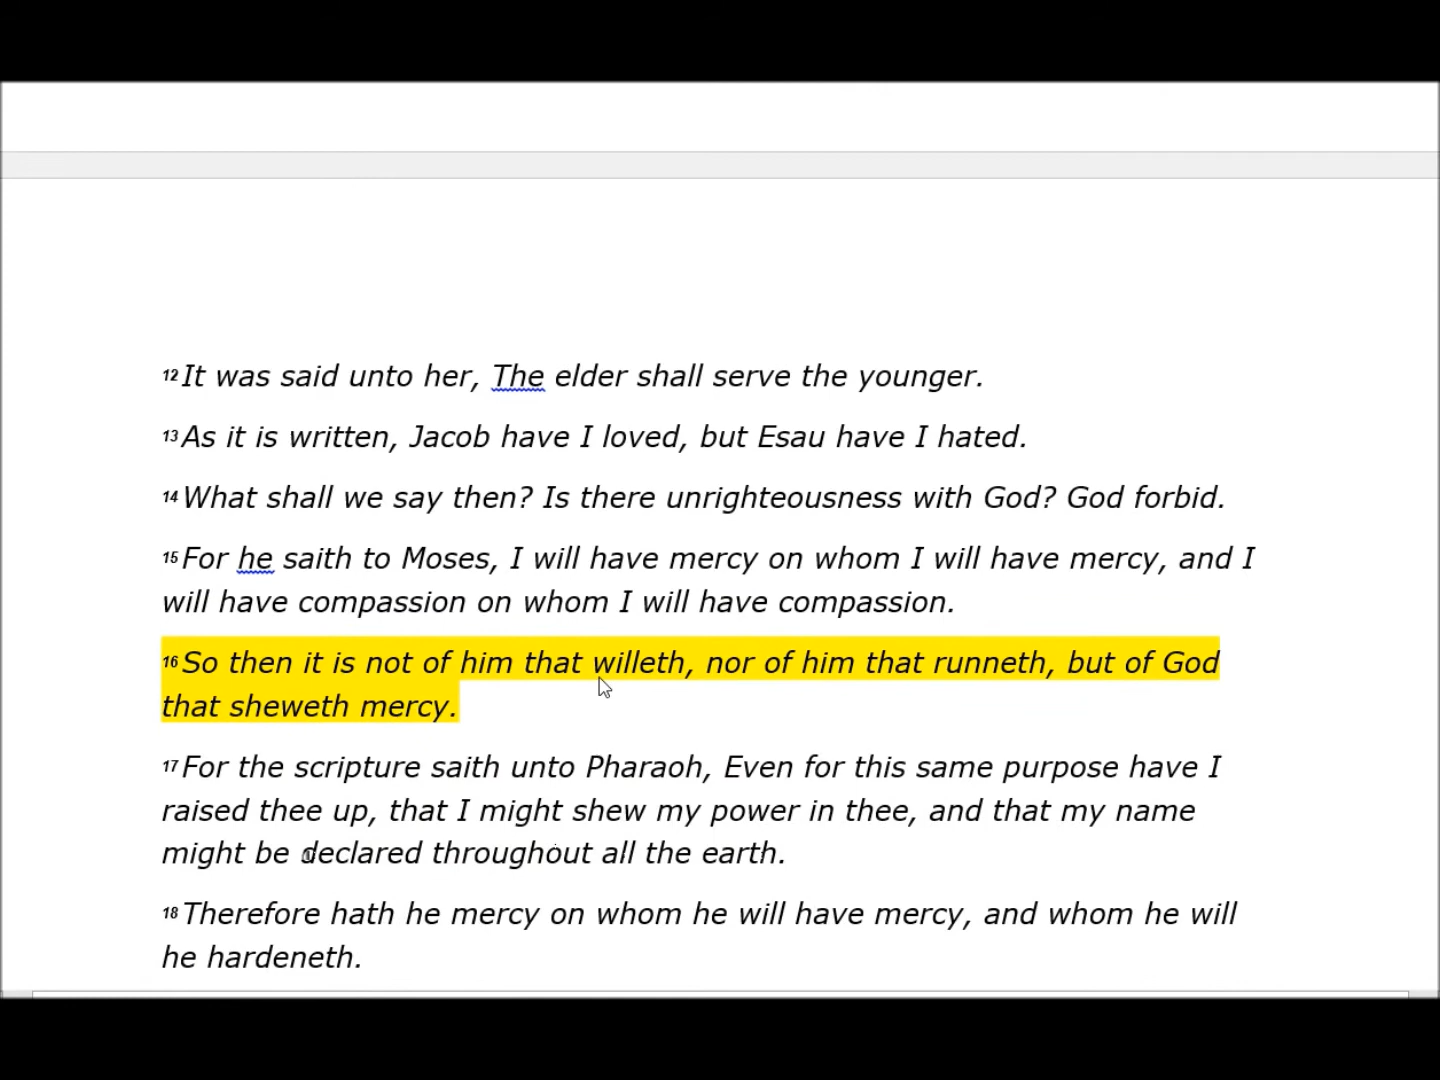 12 It was said unto her, The elder shall serve the younger.
13 As it is written, Jacob have I loved, but Esau have I hated.
14 What shall we say then? Is there unrighteousness with God? God forbid.
15 For he saith to Moses, I will have mercy on whom I will have mercy, and I
will have compassion on whom I will have compassion.
16 So then it is not of him that willeth, nor of him that runneth, but of God
that sheweth mercy.
17 For the scripture saith unto Pharaoh, Even for this same purpose have I
raised thee up, that I might shew my power in thee, and that my name
might be declared throughout all the earth.
18 Therefore hath he mercy on whom he will have mercy, and whom he will
he hardeneth.